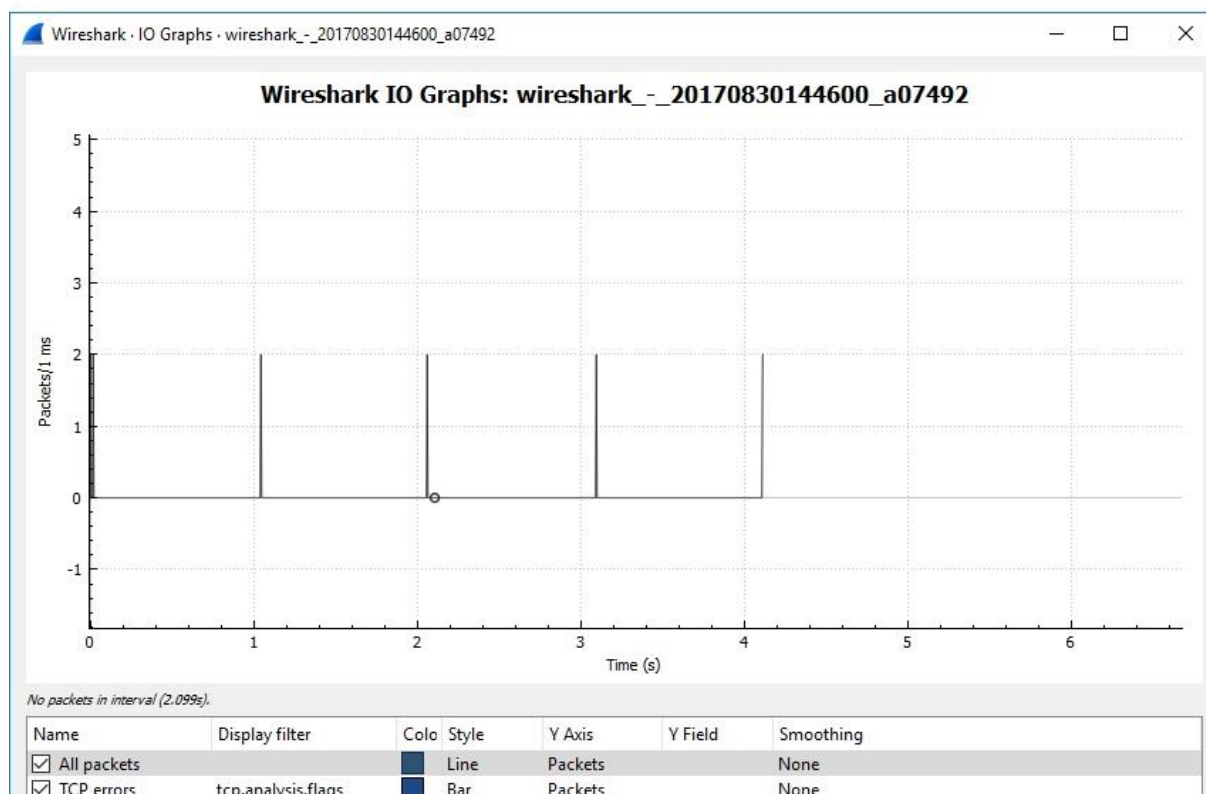 Wireshark · IO Graphs · wireshark_-_20170830144600_a07492
Wireshark IO Graphs: wireshark_-_20170830144600_a07492
5
4
3
2
1
0
-1
Packets/1 ms
0 1 2 3 4 5 6
Time (s)
No packets in interval (2.099s).
Name Display filter Colo Style Y Axis Y Field Smoothing
All packets Line Packets None
TCP errors tcp.analysis.flags Bar Packets None